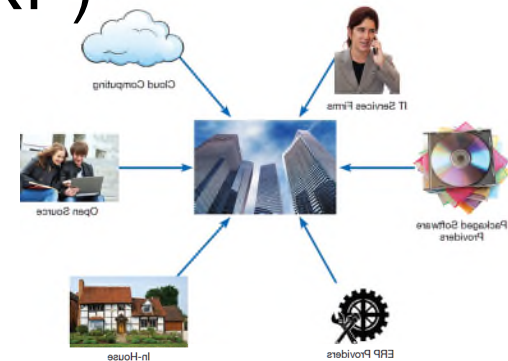 Cloud Computing
IT Services Firms
Open Source
Packaged Software
Providers
In-House
ERP Providers